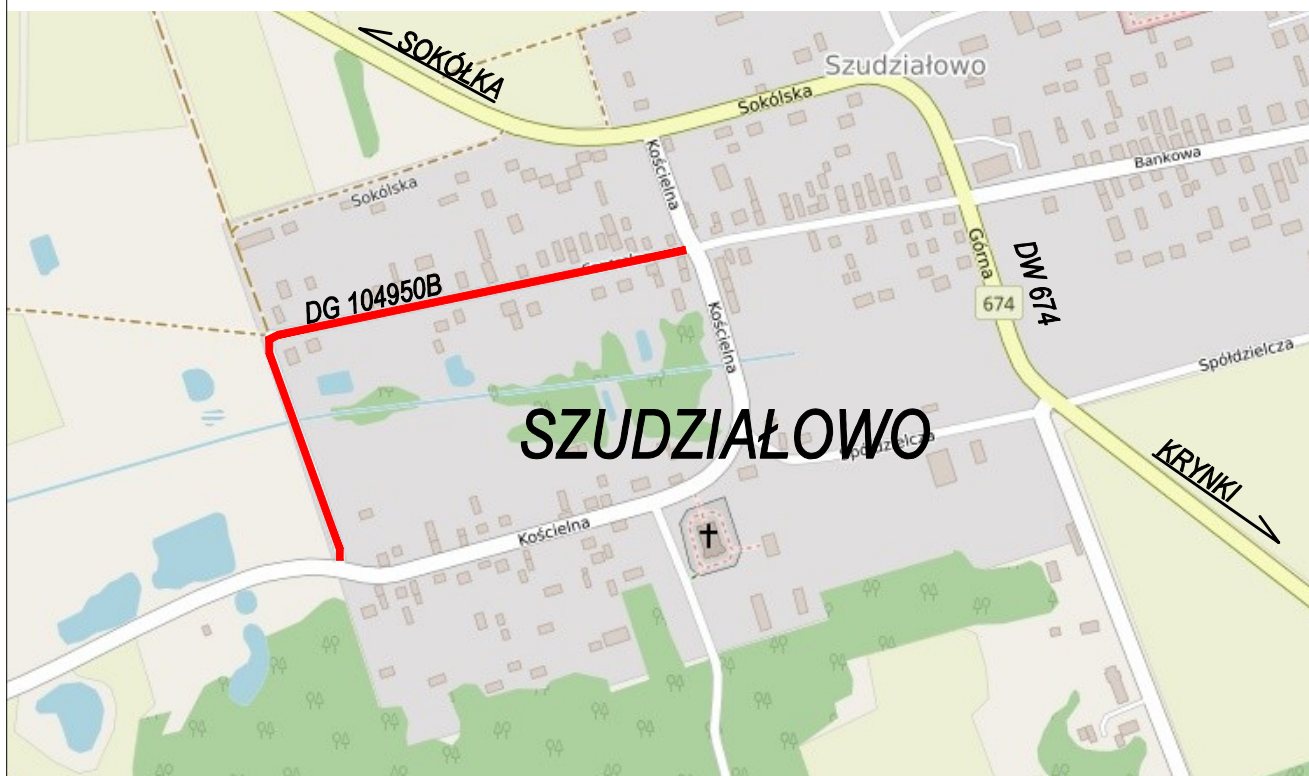 SOKÓŁKA
Szudziałowo
Sokólska
Kościelna
Bankowa
Sokólska
Górna
DW 674
674
DG 104950B
Kościelna
Spółdzielcza
SZUDZIAŁOWO
Spółdzielcza
KRYNKI
Kościelna